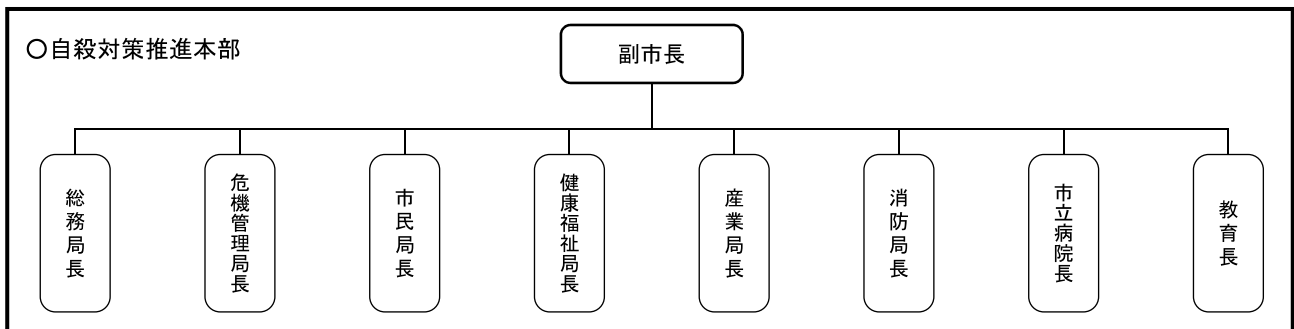 〇自殺対策推進本部
副市長
総務局長
危機管理局長
市民局長
健康福祉局長
産業局長
消防局長
市立病院長
教育長